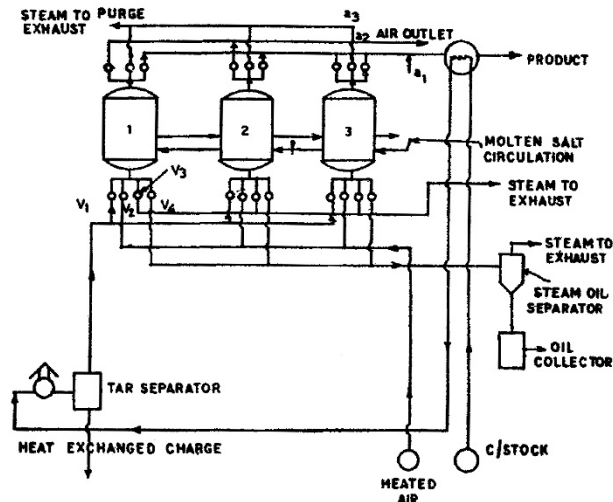 STEAM TO PURGE
EXHAUST
a3
a2
AIR OUTLET
PRODUCT
a1
1
2
3
MOLTEN SALT
CIRCULATION
V3
V1
V2
V4
STEAM TO
EXHAUST
STEAM TO
EXHAUST
STEAM OIL
SEPARATOR
OIL
COLLECTOR
TAR SEPARATOR
HEAT EXCHANGED CHARGE
C/STOCK
HEATED
AIR